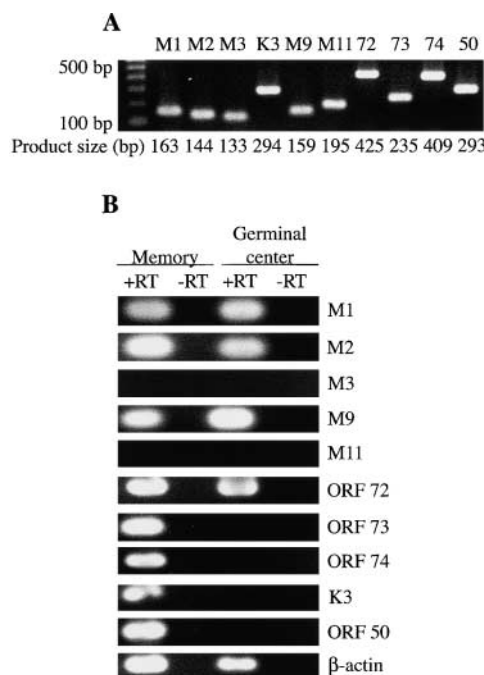 A
M1 M2 M3 K3 M9 M11 72 73 74 50
500 bp
100 bp
Product size (bp) 163 144 133 294 159 195 425 235 409 293
B
Memory Germinal center
+RT -RT +RT -RT
M1
M2
M3
M9
M11
ORF 72
ORF 73
ORF 74
K3
ORF 50
β-actin